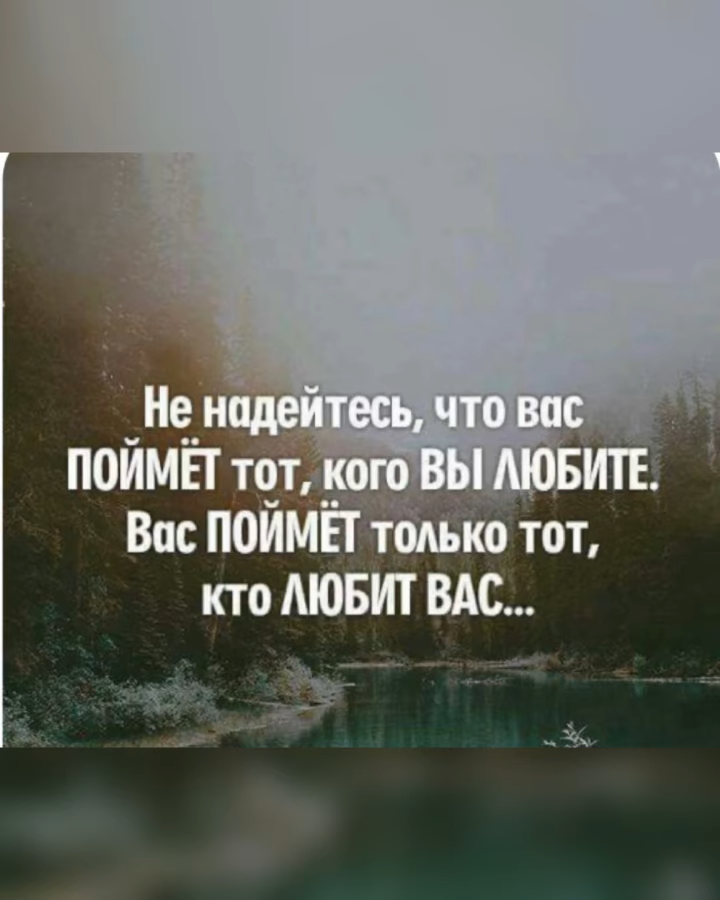 Не надейтесь, что вас
ПОЙМЁТ тот, кого ВЫ ЛЮБИТЕ.
Вас ПОЙМЁТ только тот,
кто ЛЮБИТ ВАС...